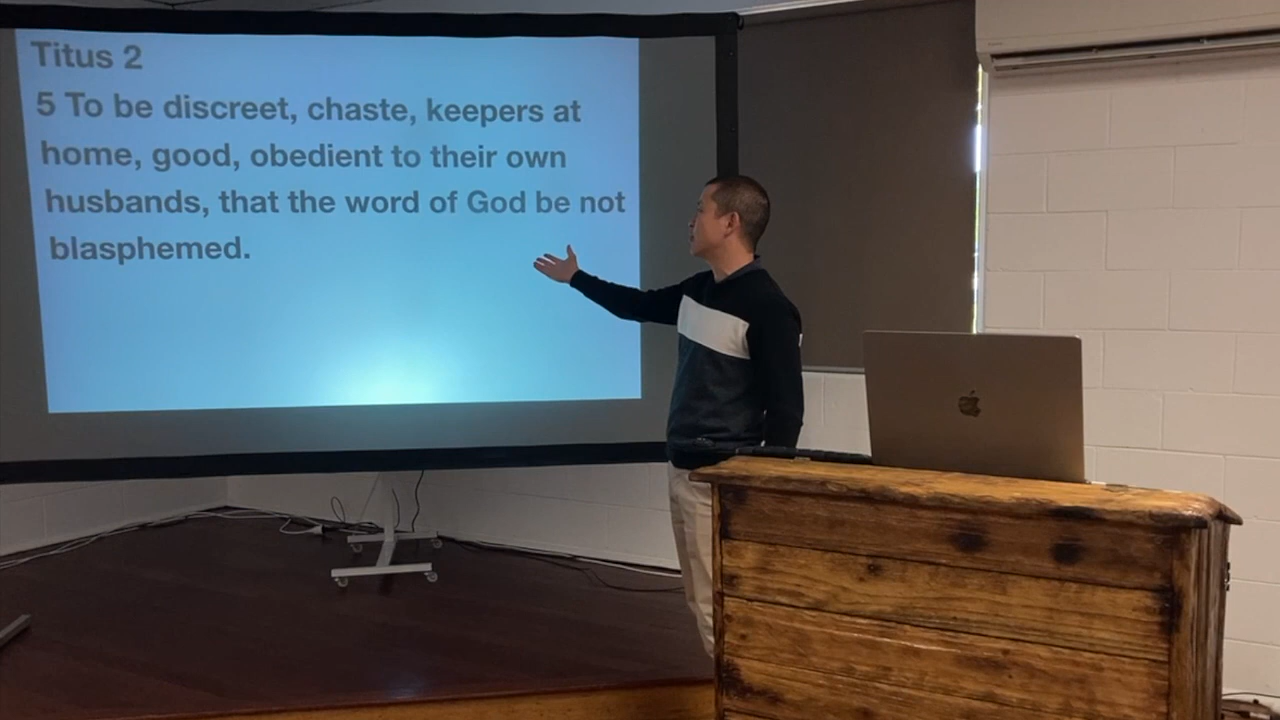 Titus 2
5 To be discreet, chaste, keepers at
home, good, obedient to their own
husbands, that the word of God be not
blasphemed.